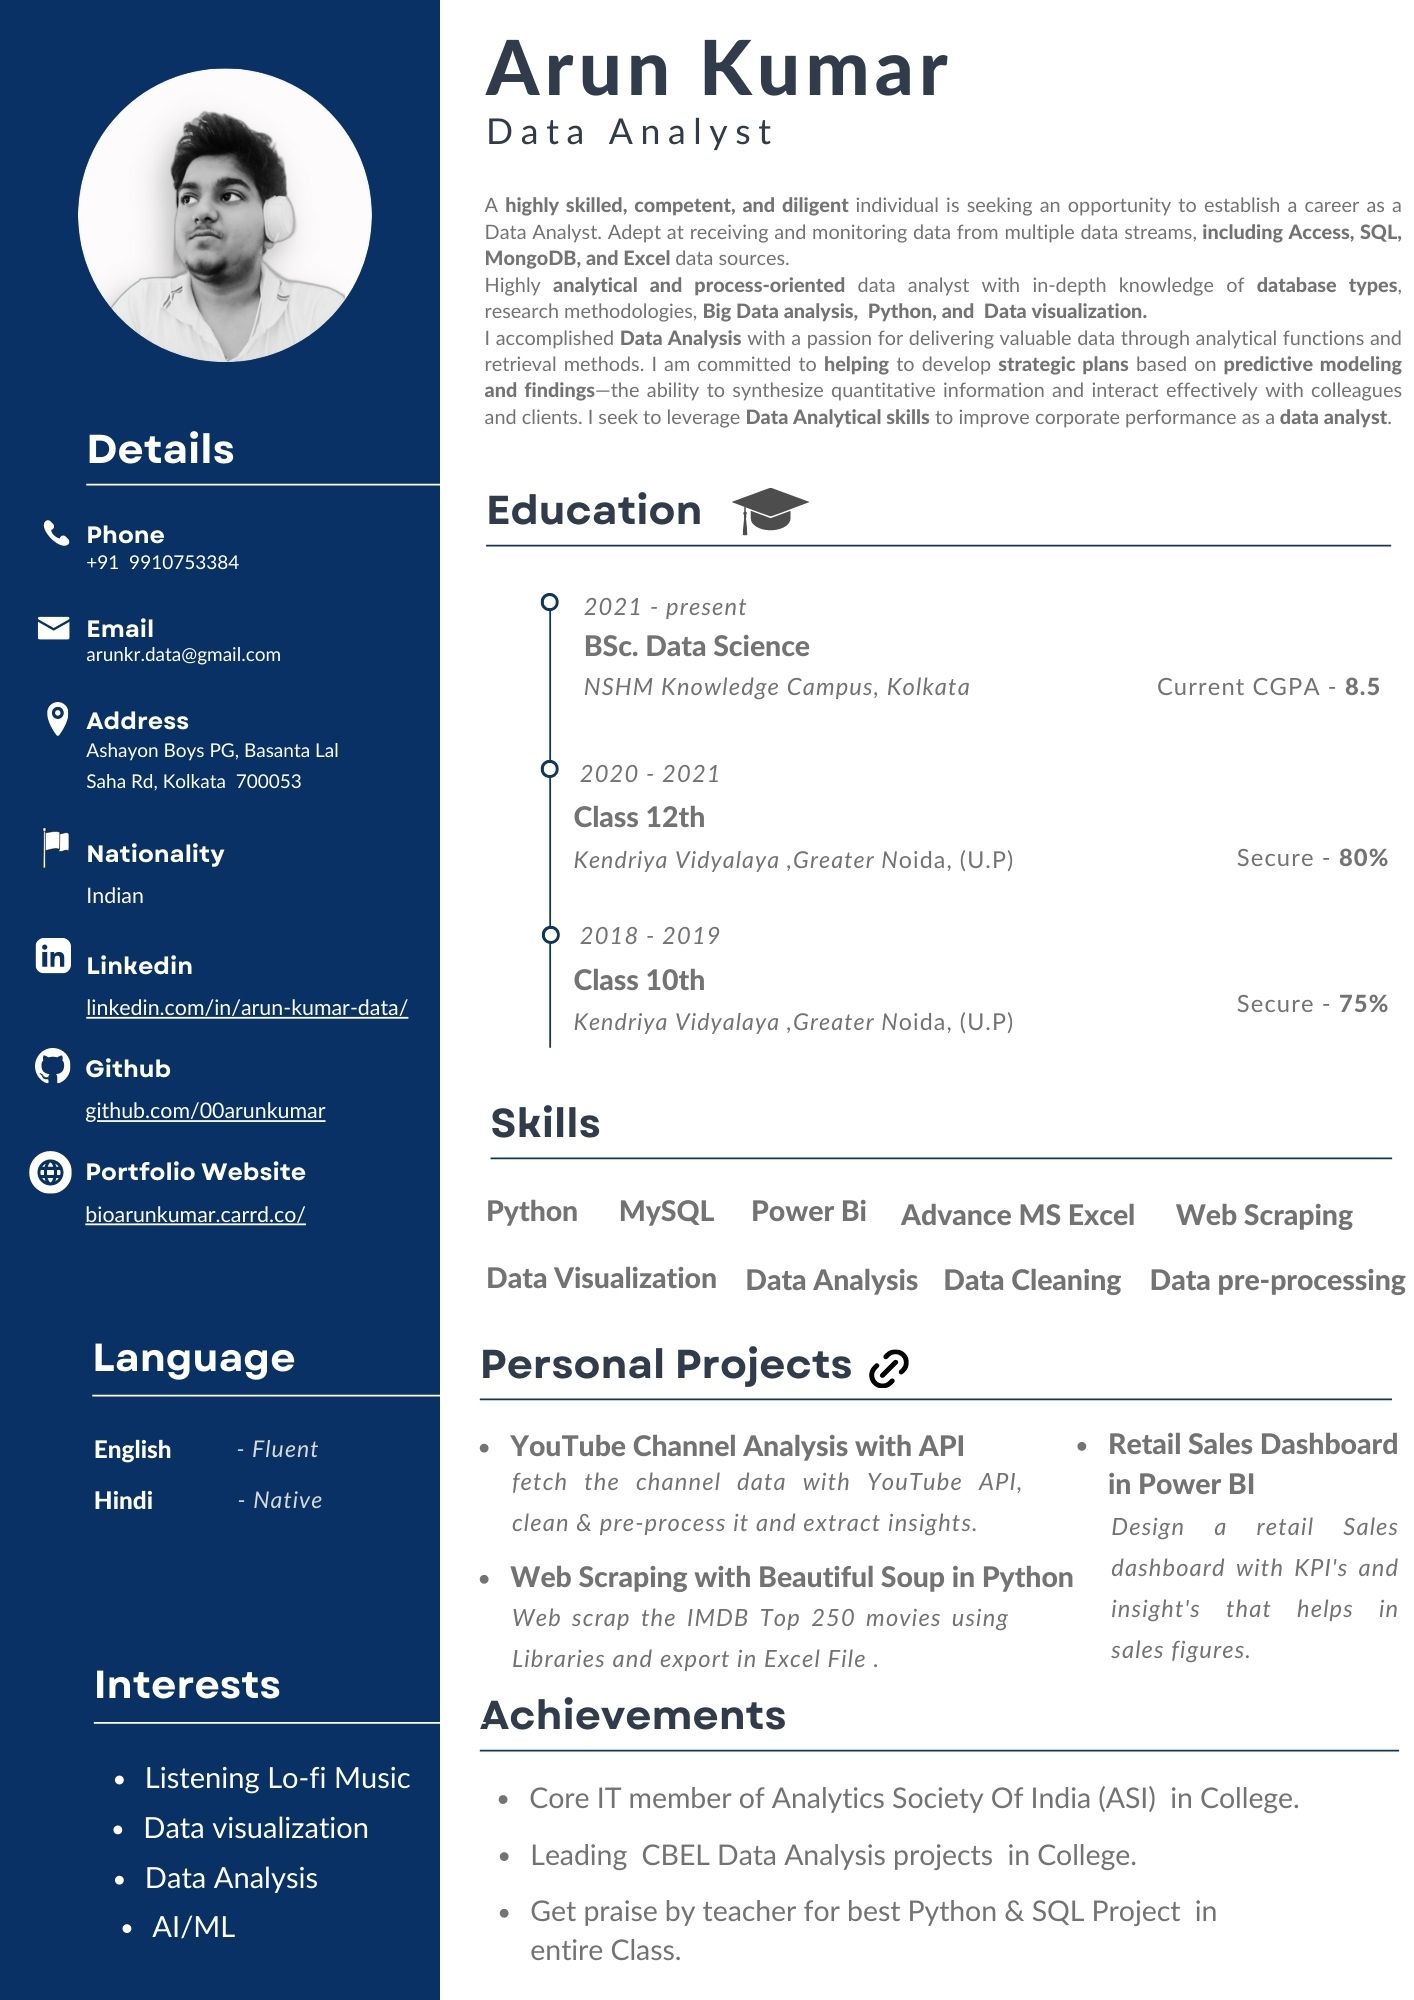 Arun Kumar
Data Analyst
A highly skilled, competent, and diligent individual is seeking an opportunity to establish a career as a
Data Analyst. Adept at receiving and monitoring data from multiple data streams, including Access, SQL,
MongoDB, and Excel data sources.
Highly analytical and process-oriented data analyst with in-depth knowledge of database types,
research methodologies, Big Data analysis,  Python, and  Data visualization.
I accomplished Data Analysis with a passion for delivering valuable data through analytical functions and
retrieval methods. I am committed to helping to develop strategic plans based on predictive modeling
and findings—the ability to synthesize quantitative information and interact effectively with colleagues
and clients. I seek to leverage Data Analytical skills to improve corporate performance as a data analyst.
Details
Phone
+91  9910753384
Email
arunkr.data@gmail.com
Address
Ashayon Boys PG, Basanta Lal
Saha Rd, Kolkata  700053
Nationality
Indian
in
Linkedin
linkedin.com/in/arun-kumar-data/
Github
github.com/00arunkumar
Portfolio Website
bioarunkumar.carrd.co/
Language
English - Fluent
Hindi - Native
Interests
• Listening Lo-fi Music
• Data visualization
• Data Analysis
• AI/ML
Education
2021 - present
BSc. Data Science
NSHM Knowledge Campus, Kolkata Current CGPA - 8.5
2020 - 2021
Class 12th
Kendriya Vidyalaya ,Greater Noida, (U.P) Secure - 80%
2018 - 2019
Class 10th
Kendriya Vidyalaya ,Greater Noida, (U.P) Secure - 75%
Skills
Python MySQL Power Bi Advance MS Excel Web Scraping
Data Visualization Data Analysis Data Cleaning Data pre-processing
Personal Projects
• YouTube Channel Analysis with API
fetch the channel data with YouTube API,
clean & pre-process it and extract insights.
• Web Scraping with Beautiful Soup in Python
Web scrap the IMDB Top 250 movies using
Libraries and export in Excel File .
• Retail Sales Dashboard
in Power BI
Design a retail Sales
dashboard with KPI's and
insight's that helps in
sales figures.
Achievements
• Core IT member of Analytics Society Of India (ASI)  in College.
• Leading  CBEL Data Analysis projects  in College.
• Get praise by teacher for best Python & SQL Project  in
entire Class.